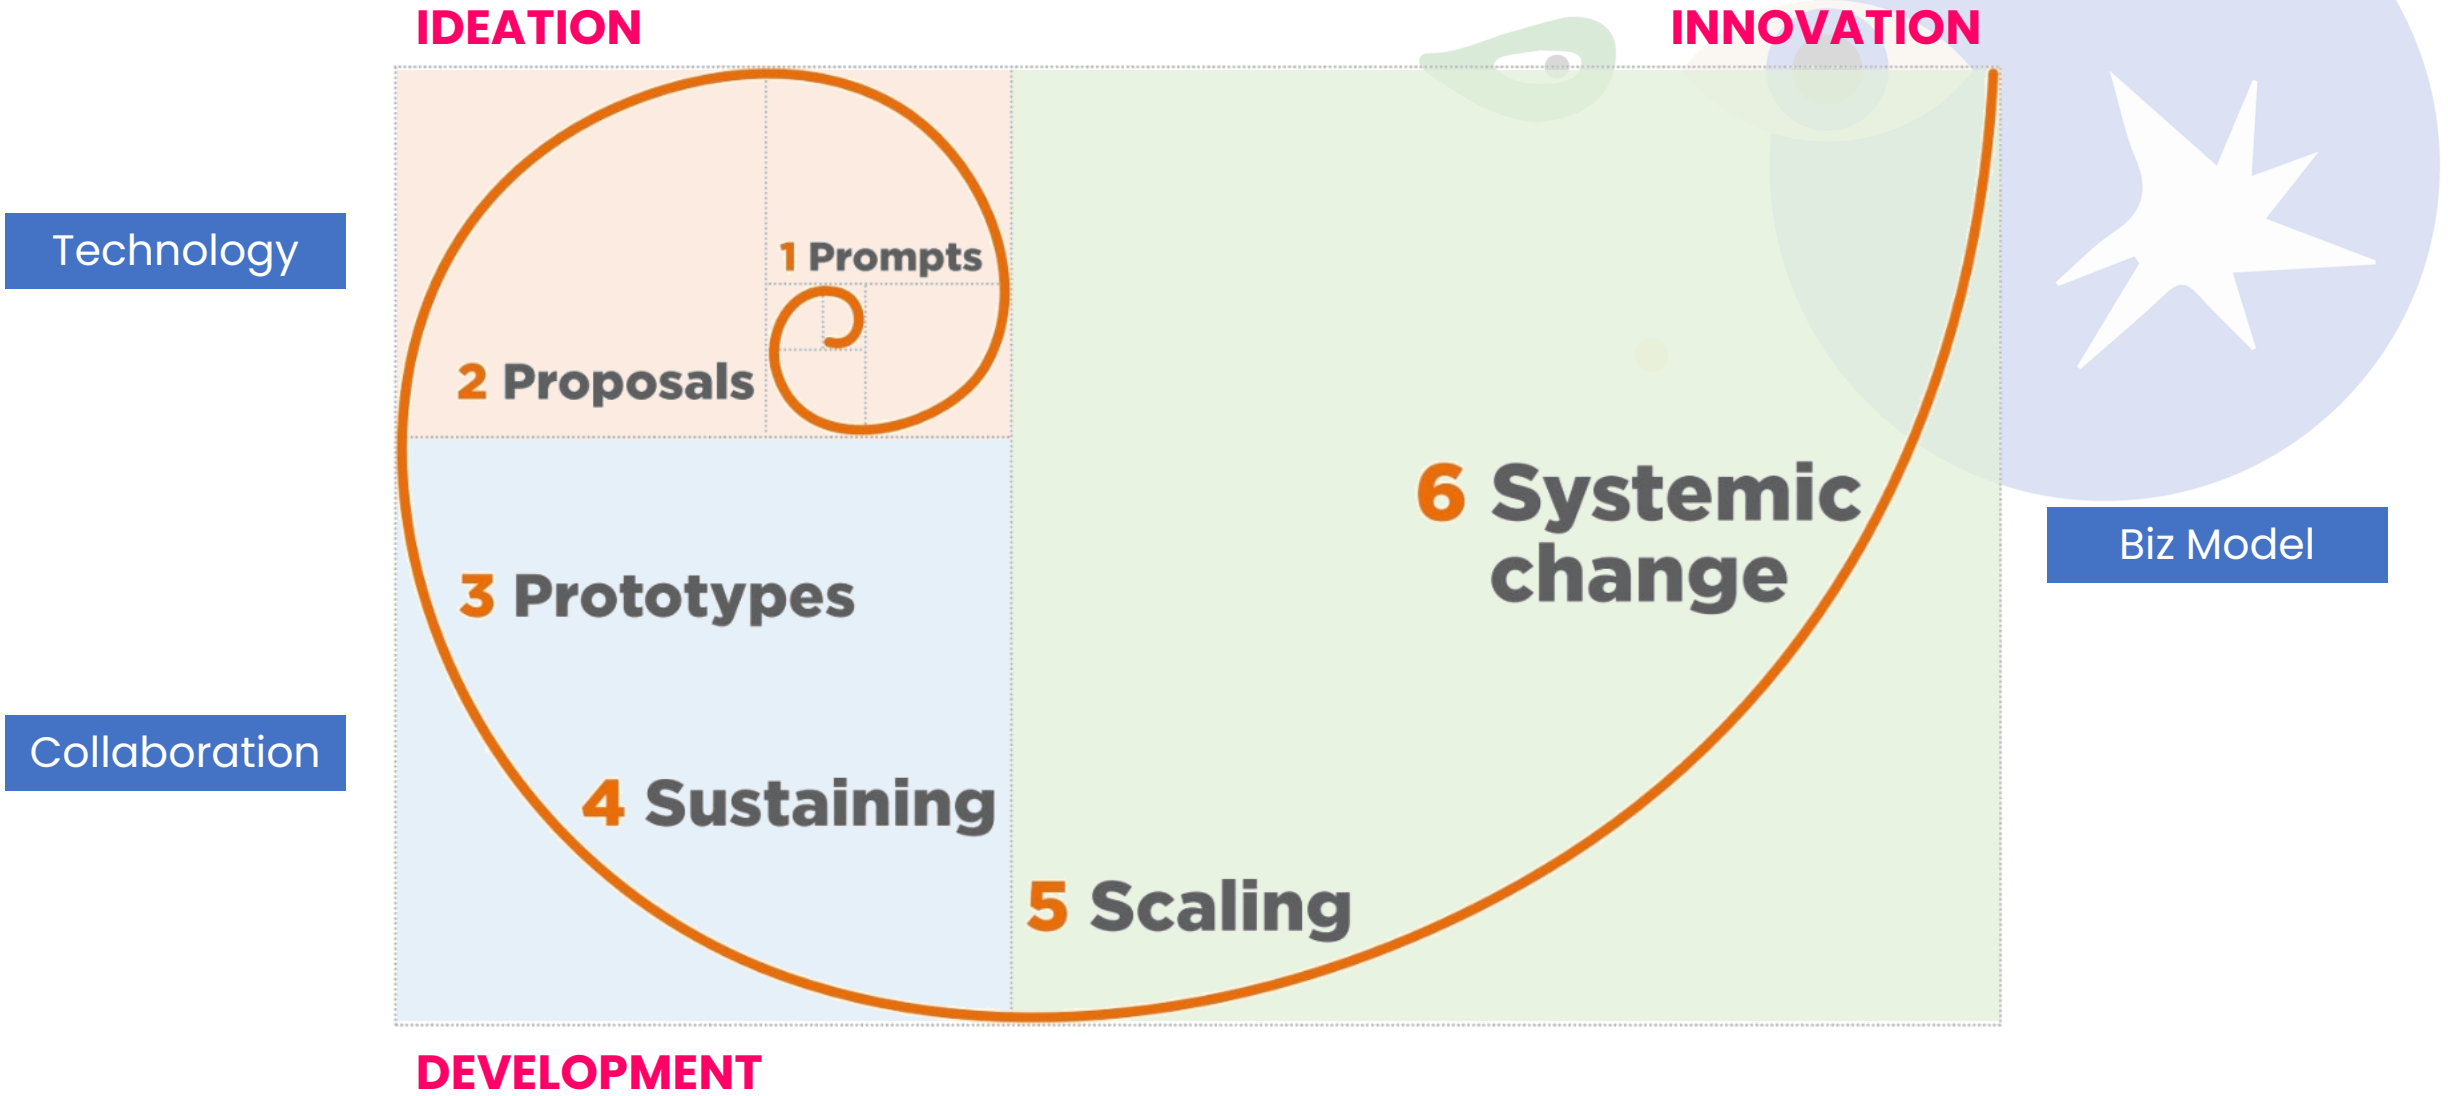 IDEATION
INNOVATION
Technology
1 Prompts
2 Proposals
3 Prototypes
4 Sustaining
5 Scaling
6 Systemic
change
Biz Model
Collaboration
DEVELOPMENT